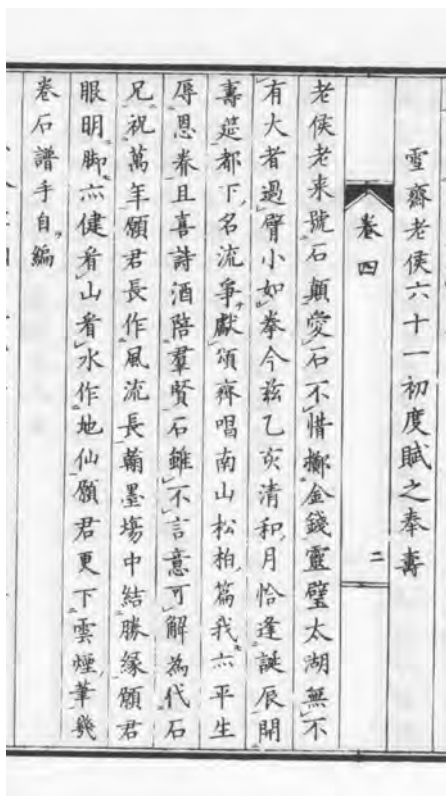 雪齋老侯六十一初度賦之奉壽
卷四 二
老侯老来號石顛愛石不惜擲金錢靈璧太湖無不
有大者過臂小如拳今玆乙亥清和月恰逢誕辰開
壽筵都下名流爭獻頌齊唱南山松柏篇我亦平生
辱恩眷且喜詩酒陪羣賢石雖不言意可解為代石
兄祝萬年願君長作風流長翰墨塲中結勝緣願君
眼明脚亦健看山看水作地仙願君更下雲煙筆幾
卷石譜手自編